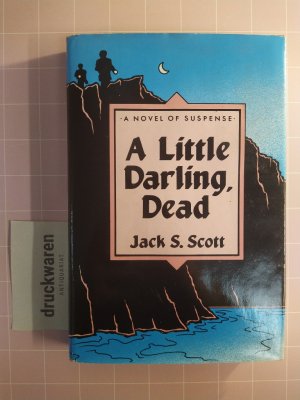 · A NOVEL OF SUSPENSE ·
A Little
Darling,
Dead
Jack S. Scott
druckwaren
ANTIQUARIAT